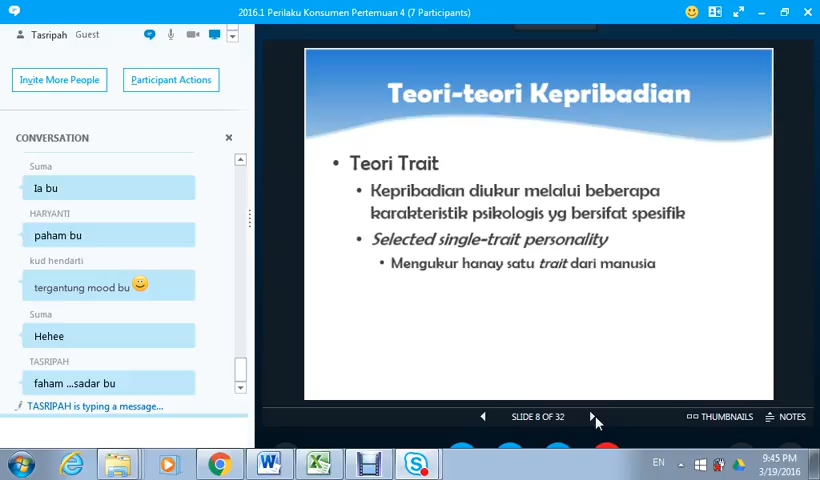 2016.1 Perilaku Konsumen Pertemuan 4 (7 Participants)
Tasripah Guest
Invite More People
Participant Actions
CONVERSATION
Suma
Ia bu
HARYANTI
paham bu
kud hendarti
tergantung mood bu
Suma
Hehee
TASRIPAH
faham ...sadar bu
TASRIPAH is typing a message...
Teori-teori Kepribadian
• Teori Trait
• Kepribadian diukur melalui beberapa
karakteristik psikologis yg bersifat spesifik
• Selected single-trait personality
• Mengukur hanay satu trait dari manusia
SLIDE 8 OF 32
THUMBNAILS
NOTES
EN
9:45 PM
3/19/2016